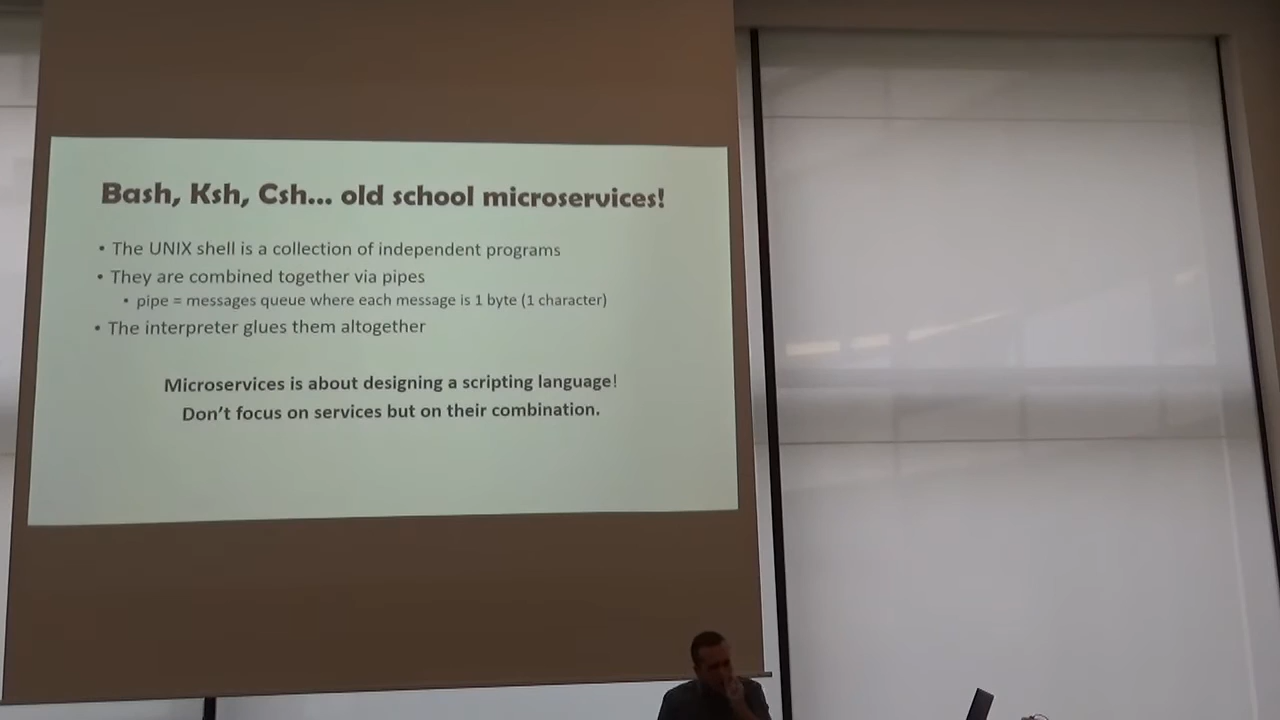 Bash, Ksh, Csh... old school microservices!
• The UNIX shell is a collection of independent programs
• They are combined together via pipes
• pipe = messages queue where each message is 1 byte (1 character)
• The interpreter glues them altogether
Microservices is about designing a scripting language!
Don't focus on services but on their combination.